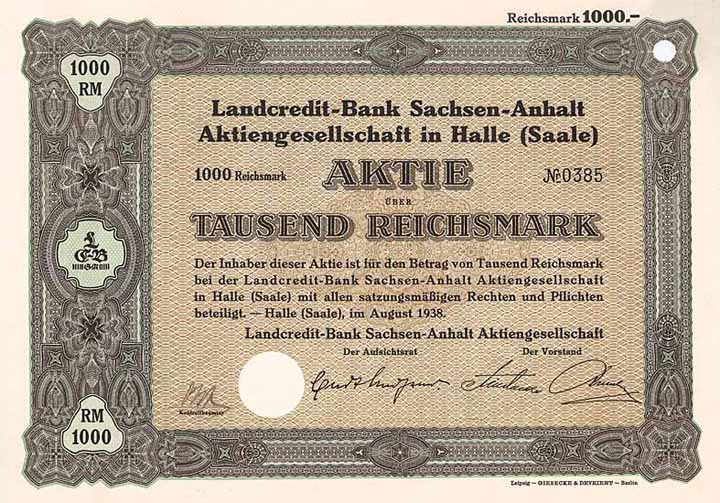 Reichsmark 1000.-
1000
RM
Landcredit-Bank Sachsen-Anhalt
Aktiengesellschaft in Halle (Saale)
1000 Reichsmark AKTIE № 0385
ÜBER
TAUSEND REICHSMARK
Der Inhaber dieser Aktie ist für den Betrag von Tausend Reichsmark
bei der Landcredit-Bank Sachsen-Anhalt Aktiengesellschaft
in Halle (Saale) mit allen satzungsmäßigen Rechten und Pflichten
beteiligt. — Halle (Saale), im August 1938.
Landcredit-Bank Sachsen-Anhalt Aktiengesellschaft
Der Aufsichtsrat Der Vorstand
Kontrollbeamter
RM
1000
Leipzig — GIESECKE & DEVRIENT — Berlin